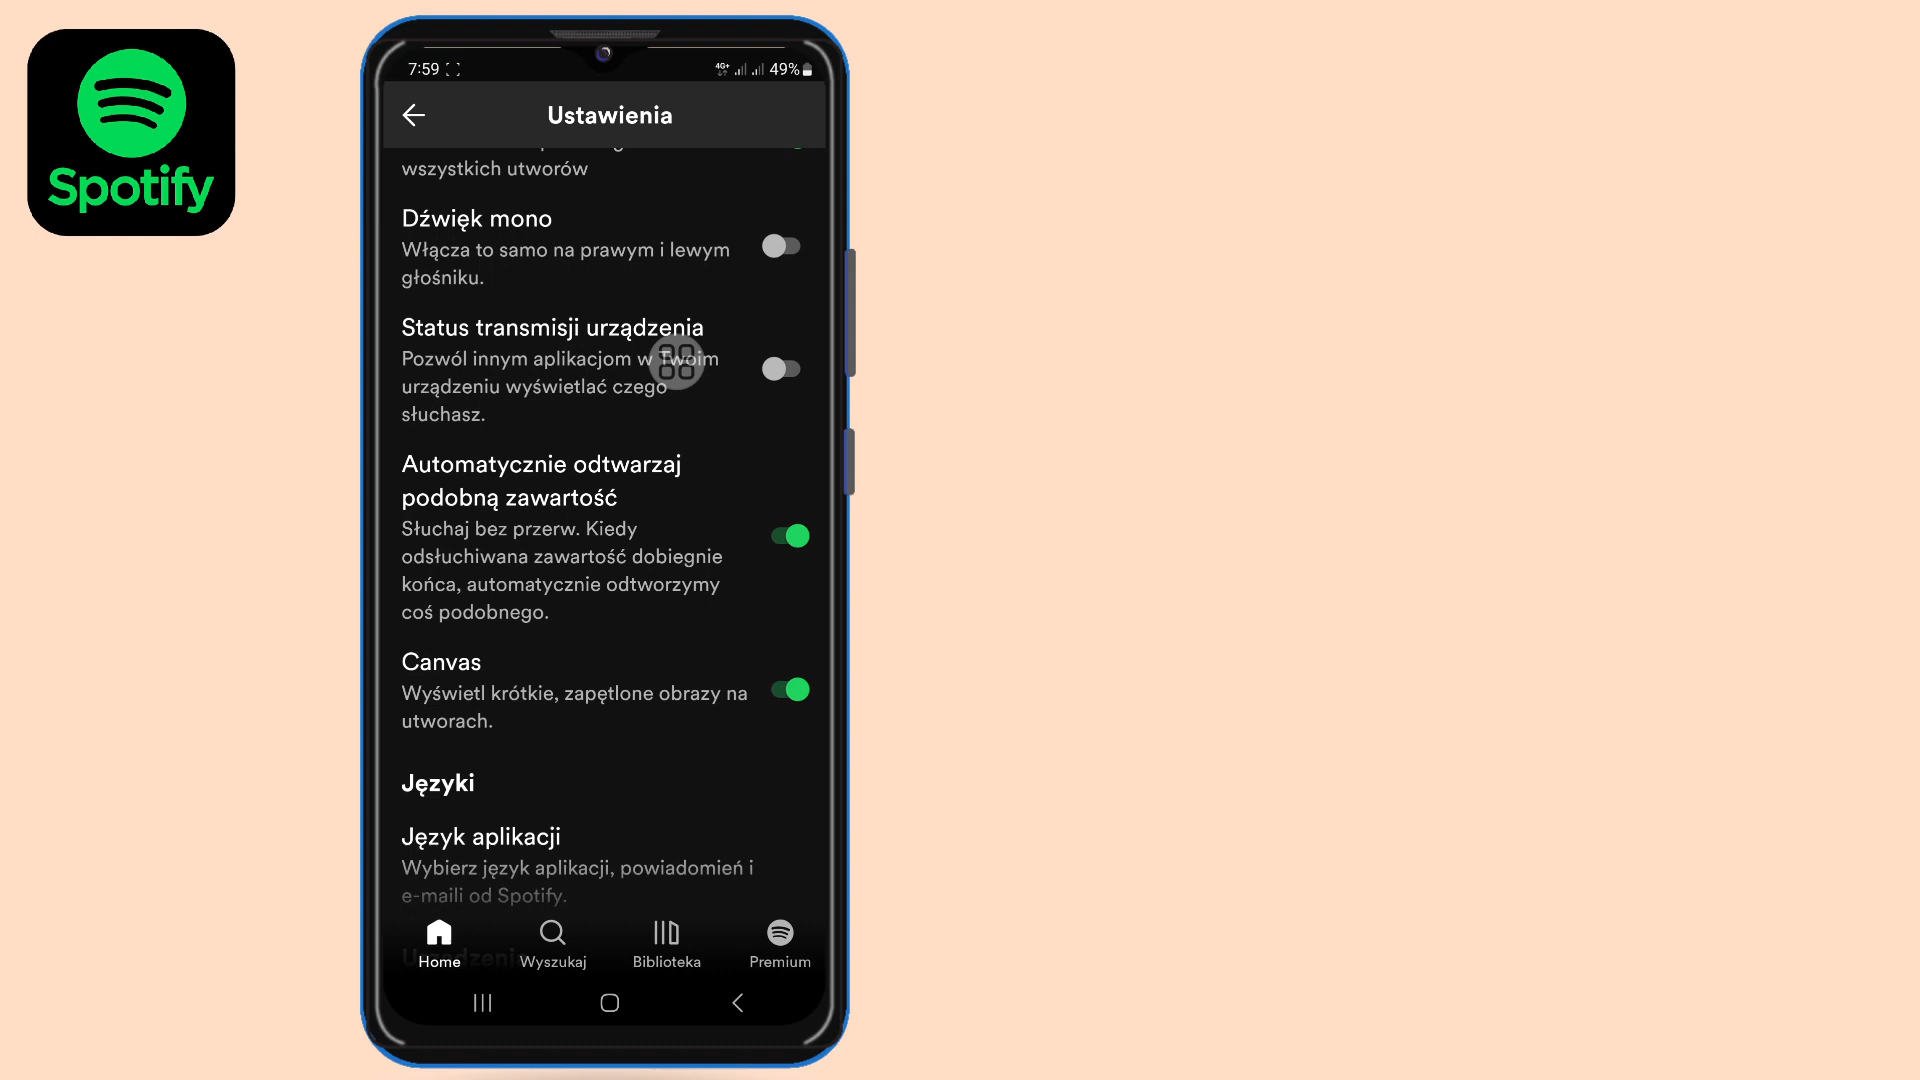 Spotify
7:59
4G+ 49%
Ustawienia
wszystkich utworów
Dźwięk mono
Włącza to samo na prawym i lewym
głośniku.
Status transmisji urządzenia
Pozwól innym aplikacjom w Twoim
urządzeniu wyświetlać czego
słuchasz.
Automatycznie odtwarzaj
podobną zawartość
Słuchaj bez przerw. Kiedy
odsłuchiwana zawartość dobiegnie
końca, automatycznie odtworzymy
coś podobnego.
Canvas
Wyświetl krótkie, zapętlone obrazy na
utworach.
Języki
Język aplikacji
Wybierz język aplikacji, powiadomień i
e-maili od Spotify.
Home Wyszukaj Biblioteka Premium